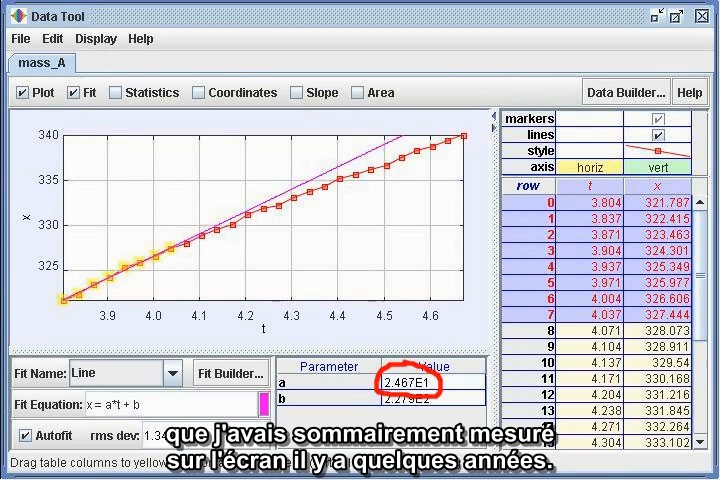 Data Tool
File Edit Display Help
mass_A
Plot Fit Statistics Coordinates Slope Area Data Builder... Help
340
335
330
325
x
3.9 4.0 4.1 4.2 4.3 4.4 4.5 4.6
t
markers
lines
style
axis horiz vert
row t x
0 3.804 321.787
1 3.837 322.415
2 3.871 323.463
3 3.904 324.301
4 3.937 325.349
5 3.971 325.977
6 4.004 326.606
7 4.037 327.444
8 4.071 328.073
9 4.104 328.911
10 4.137 329.54
11 4.171 330.168
12 4.204 331.216
13 4.238 331.845
14 4.271 332.264
15 4.304 333.102
Fit Name: Line Fit Builder...
Fit Equation: x = a*t + b
Autofit rms dev: 1.34
Parameter Value
a 2.467E1
b 2.279E2
que j'avais sommairement mesuré
sur l'écran il y a quelques années.
Drag table columns to yellow